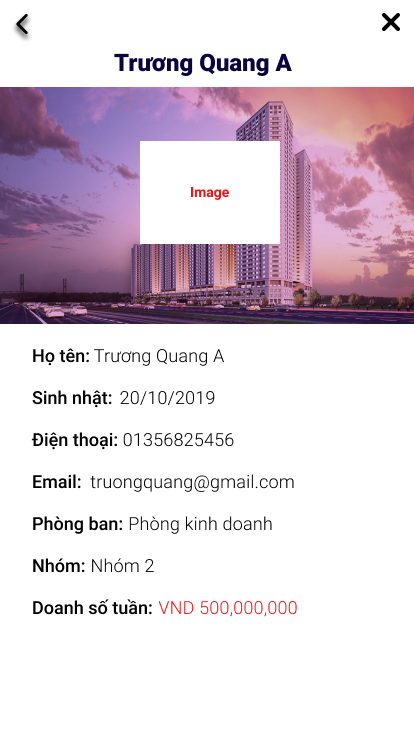 Trương Quang A
Image
Họ tên: Trương Quang A
Sinh nhật: 20/10/2019
Điện thoại: 01356825456
Email: truongquang@gmail.com
Phòng ban: Phòng kinh doanh
Nhóm: Nhóm 2
Doanh số tuần: VND 500,000,000